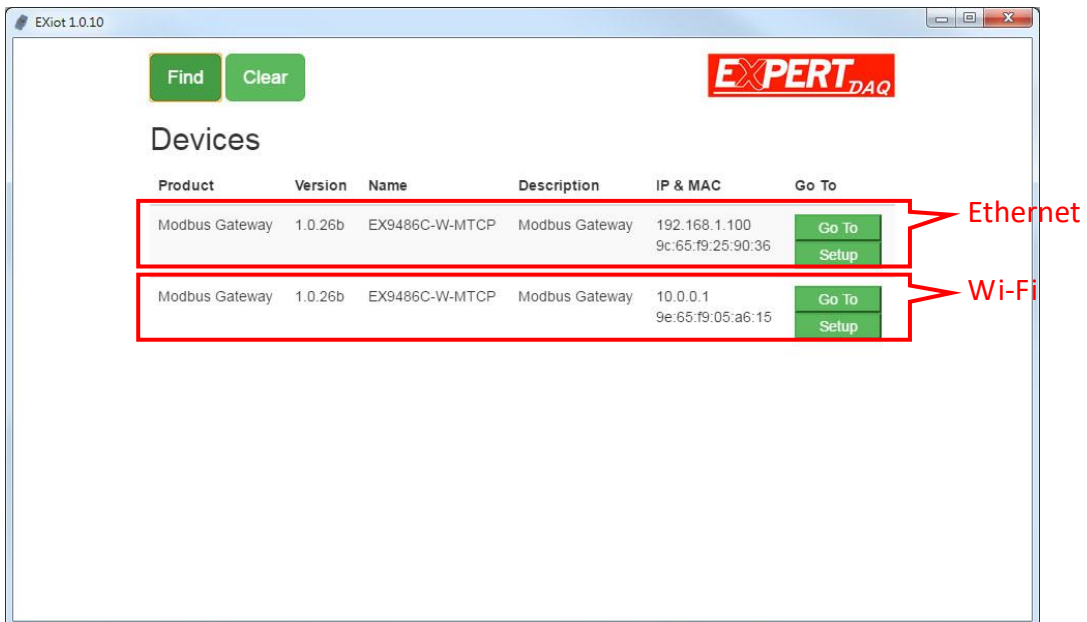 EXiot 1.0.10
Find Clear
EXPERT DAQ
Devices
Product Version Name Description IP & MAC Go To
Modbus Gateway 1.0.26b EX9486C-W-MTCP Modbus Gateway 192.168.1.100 Go To
9c:65:f9:25:90:36 Setup
Ethernet
Modbus Gateway 1.0.26b EX9486C-W-MTCP Modbus Gateway 10.0.0.1 Go To
9e:65:f9:05:a6:15 Setup
Wi-Fi